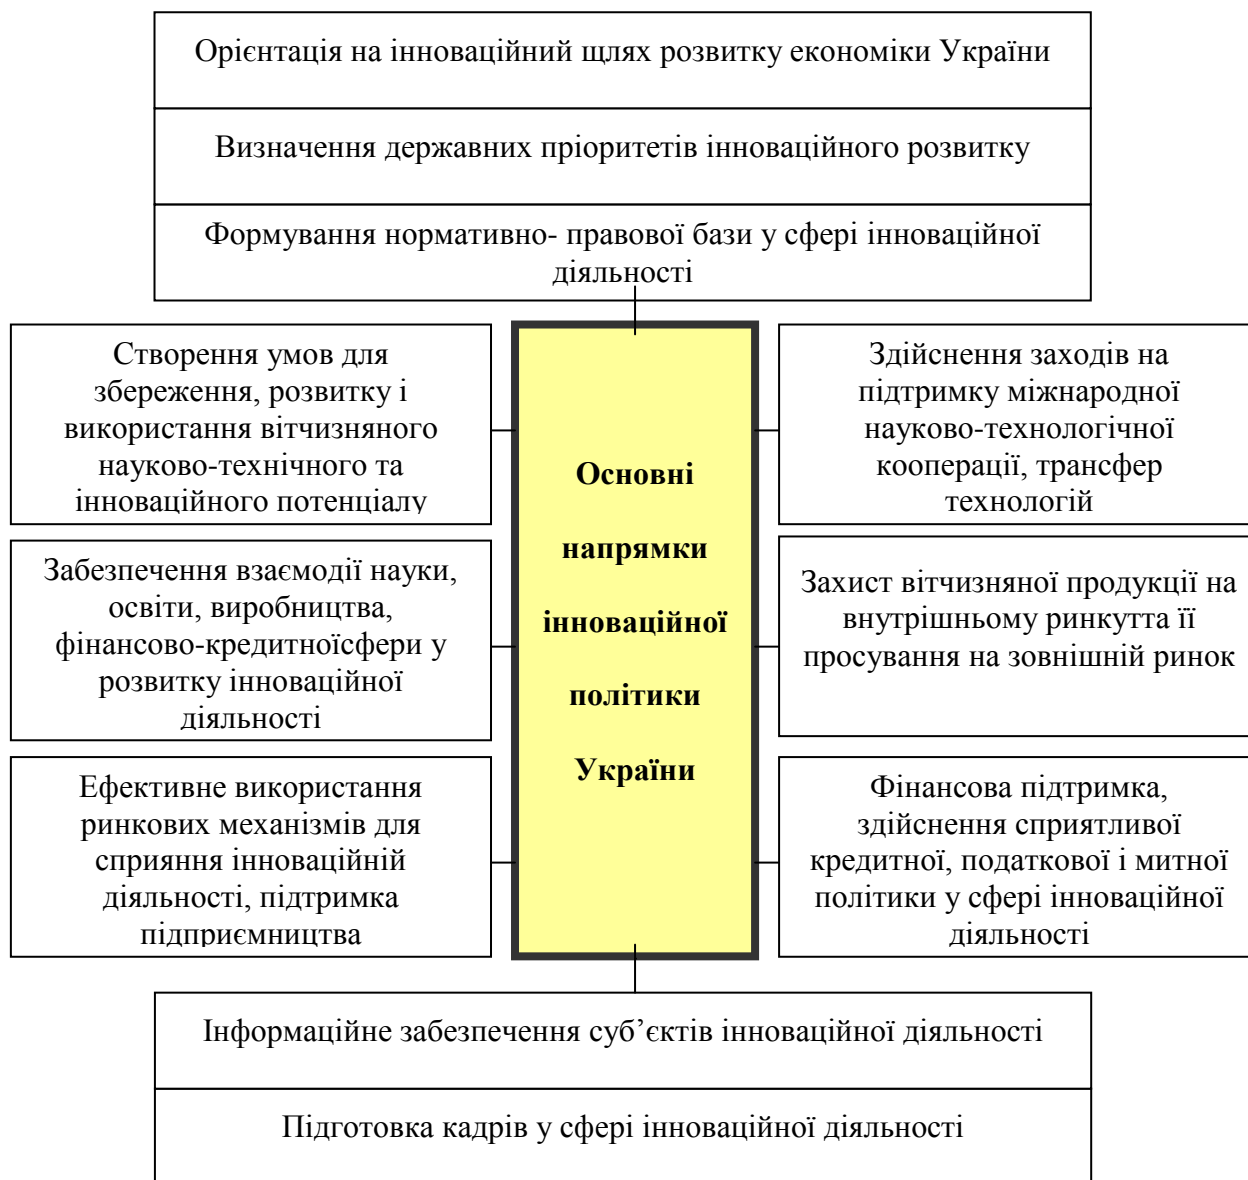 Орієнтація на інноваційний щлях розвитку економіки України
Визначення державних пріоритетів інноваційного розвитку
Формування нормативно- правової бази у сфері інноваційної
діяльності
Створення умов для
збереження, розвитку і
використання вітчизняного
науково-технічного та
інноваційного потенціалу
Забезпечення взаємодії науки,
освіти, виробництва,
фінансово-кредитноїсфери у
розвитку інноваційної
діяльності
Ефективне використання
ринкових механізмів для
сприяння інноваційній
діяльності, підтримка
підприємництва
Основні
напрямки
інноваційної
політики
України
Здійснення заходів на
підтримку міжнародної
науково-технологічної
кооперації, трансфер
технологій
Захист вітчизняної продукції на
внутрішньому ринкутта її
просування на зовнішній ринок
Фінансова підтримка,
здійснення сприятливої
кредитної, податкової і митної
політики у сфері інноваційної
діяльності
Інформаційне забезпечення суб’єктів інноваційної діяльності
Підготовка кадрів у сфері інноваційної діяльності